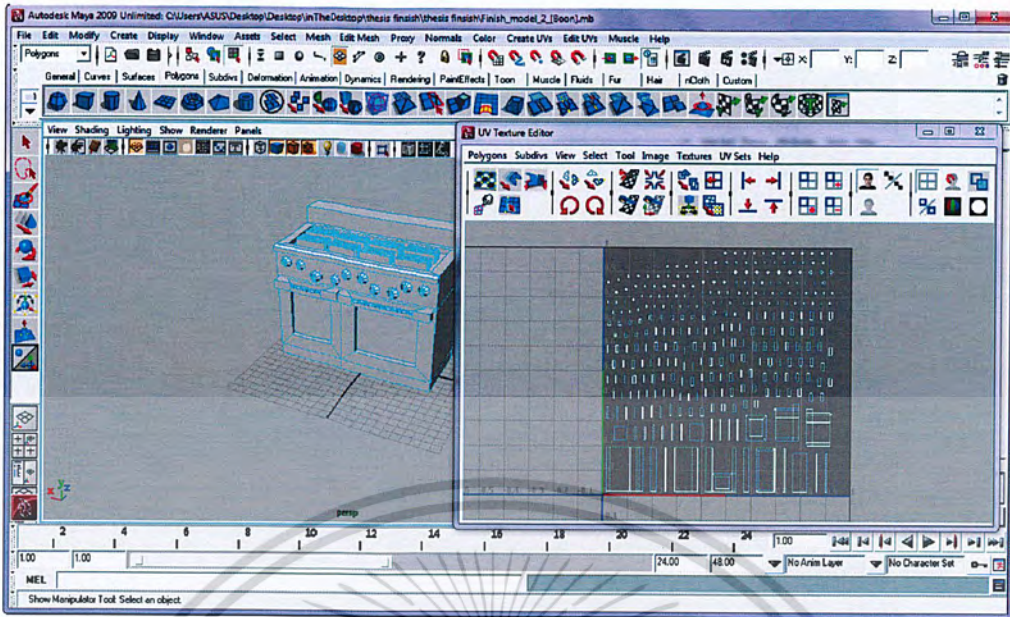 Autodesk Maya 2009 Unlimited: C:\Users\ASUS\Desktop\Desktop\inTheDesktop\thesis finsish\thesis finsish\Finish_model_2_[Boon].mb
File Edit Modify Create Display Window Assets Select Mesh Edit Mesh Proxy Normals Color Create UVs Edit UVs Muscle Help
Polygons X: Y: Z:
General Curves Surfaces Polygons Subdivs Deformation Animation Dynamics Rendering PaintEffects Toon Muscle Fluids Fur Hair nCloth Custom
View Shading Lighting Show Renderer Panels
UV Texture Editor
Polygons Subdivs View Select Tool Image Textures UV Sets Help
persp
2 4 6 8 10 12 14 16 18 20 22 24 1.00
1.00 1.00 24.00 48.00 No Anim Layer No Character Set
MEL
Show Manipulator Tool: Select an object.